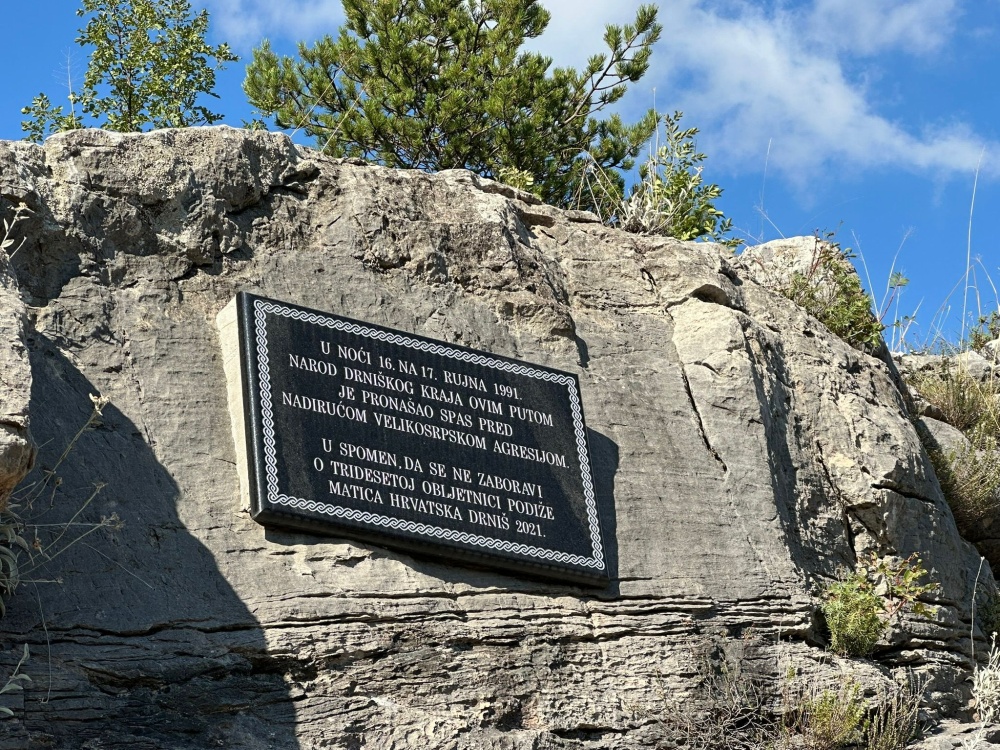 U NOĆI 16. NA 17. RUJNA 1991.
NAROD DRNIŠKOG KRAJA OVIM PUTOM
JE PRONAŠAO SPAS PRED
NADIRUĆOM VELIKOSRPSKOM AGRESIJOM.
U SPOMEN, DA SE NE ZABORAVI
O TRIDESETOJ OBLJETNICI PODIŽE
MATICA HRVATSKA DRNIŠ 2021.